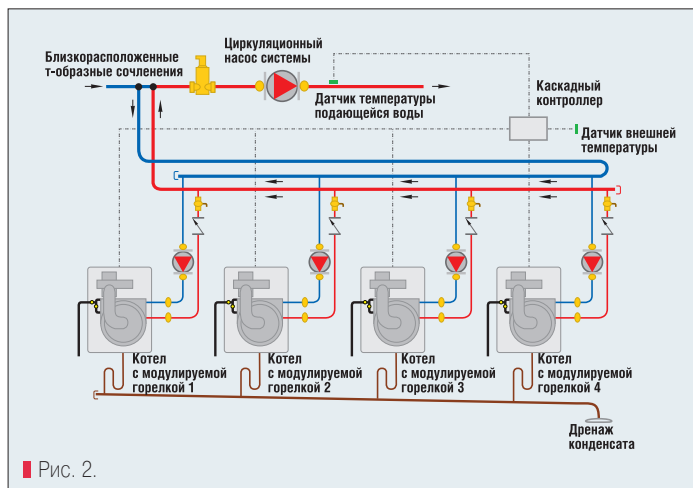 Близкорасположенные
т-образные сочленения
Циркуляционный
насос системы
Датчик температуры
подающейся воды
Каскадный
контроллер
Датчик внешней
температуры
Котел
с модулируемой
горелкой 1
Котел
с модулируемой
горелкой 2
Котел
с модулируемой
горелкой 3
Котел
с модулируемой
горелкой 4
Дренаж
конденсата
Рис. 2.